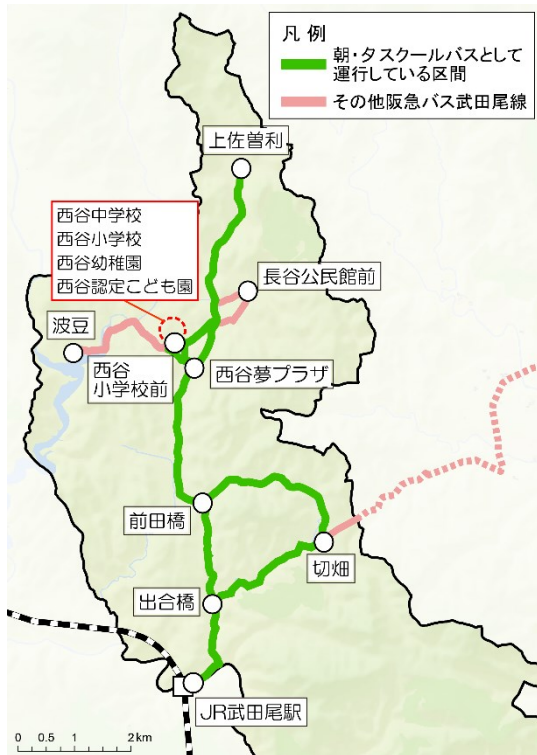 凡 例
朝・夕スクールバスとして
運行している区間
その他阪急バス武田尾線
上佐曽利
西谷中学校
西谷小学校
西谷幼稚園
西谷認定こども園
長谷公民館前
波豆
西谷
小学校前
西谷夢プラザ
前田橋
切畑
出合橋
JR武田尾駅
0 0.5 1 2km